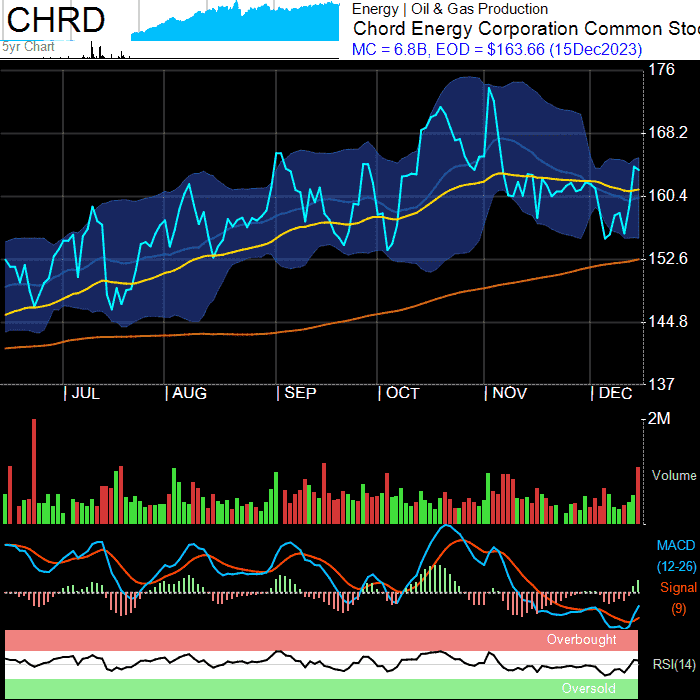 CHRD
5yr Chart
Energy | Oil & Gas Production
Chord Energy Corporation Common Stoc
MC = 6.8B, EOD = $163.66 (15Dec2023)
176
168.2
160.4
152.6
144.8
137
| JUL
| AUG
| SEP
| OCT
| NOV
| DEC
2M
Volume
MACD
(12-26)
Signal
(9)
Overbought
RSI(14)
Oversold